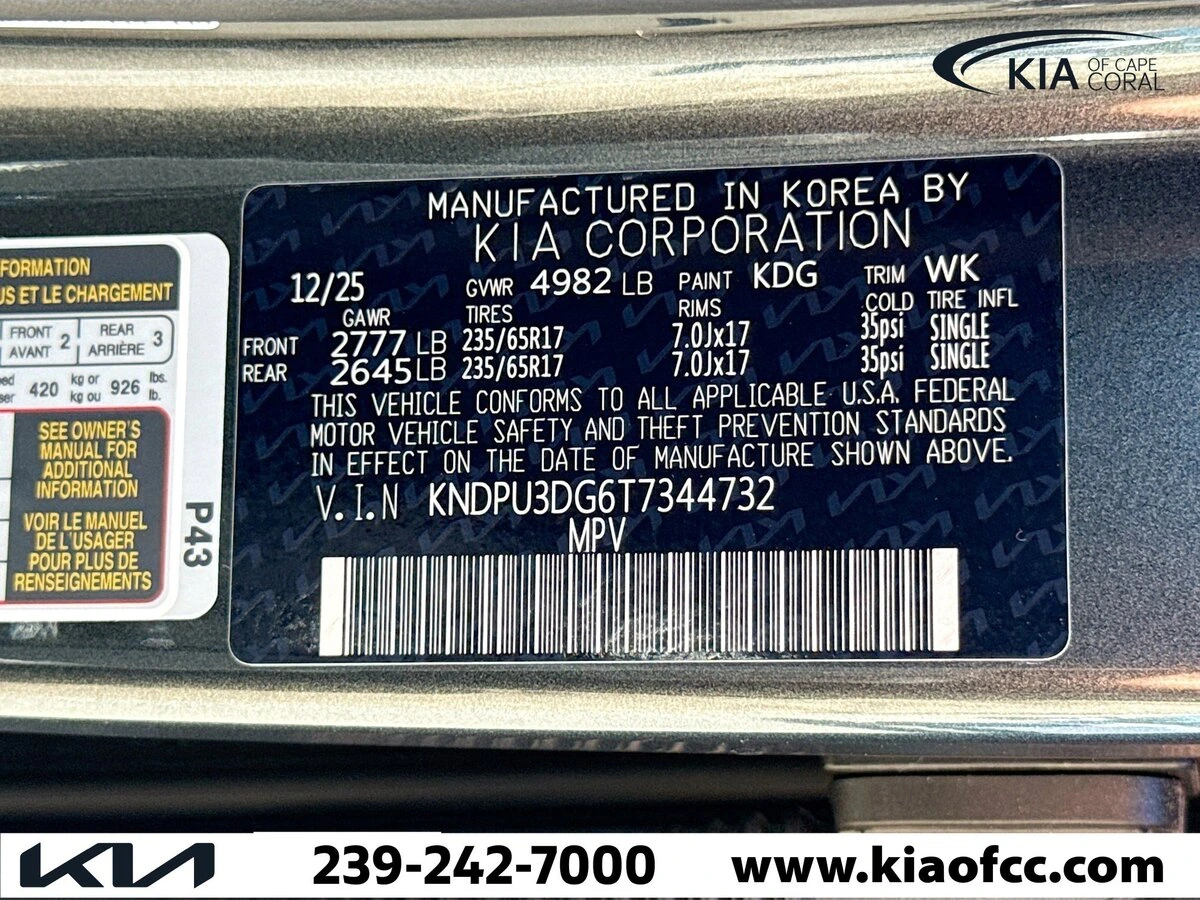 KIA OF CAPE CORAL
MANUFACTURED IN KOREA BY
KIA CORPORATION
12/25 GVWR 4982 LB PAINT KDG TRIM WK
GAWR TIRES RIMS COLD TIRE INFL
FRONT 2777 LB 235/65R17 7.0Jx17 35psi SINGLE
REAR 2645 LB 235/65R17 7.0Jx17 35psi SINGLE
THIS VEHICLE CONFORMS TO ALL APPLICABLE U.S.A. FEDERAL
MOTOR VEHICLE SAFETY AND THEFT PREVENTION STANDARDS
IN EFFECT ON THE DATE OF MANUFACTURE SHOWN ABOVE.
V.I.N KNDPU3DG6T7344732
MPV
ET LE CHARGEMENT
FRONT AVANT 2 REAR ARRIÈRE 3
420 kg or kg ou 926 lbs. lb.
SEE OWNER'S
MANUAL FOR
ADDITIONAL
INFORMATION
VOIR LE MANUEL
DE L'USAGER
POUR PLUS DE
RENSEIGNEMENTS
P43
KIA 239-242-7000 www.kiaofcc.com